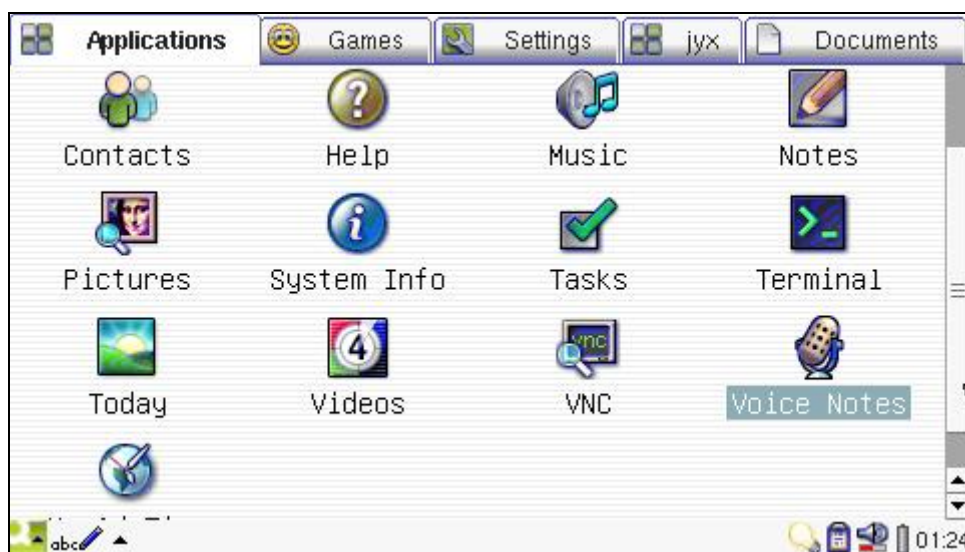 Applications Games Settings jyx Documents
Contacts Help Music Notes
Pictures System Info Tasks Terminal
Today Videos VNC Voice Notes
abc 01:24